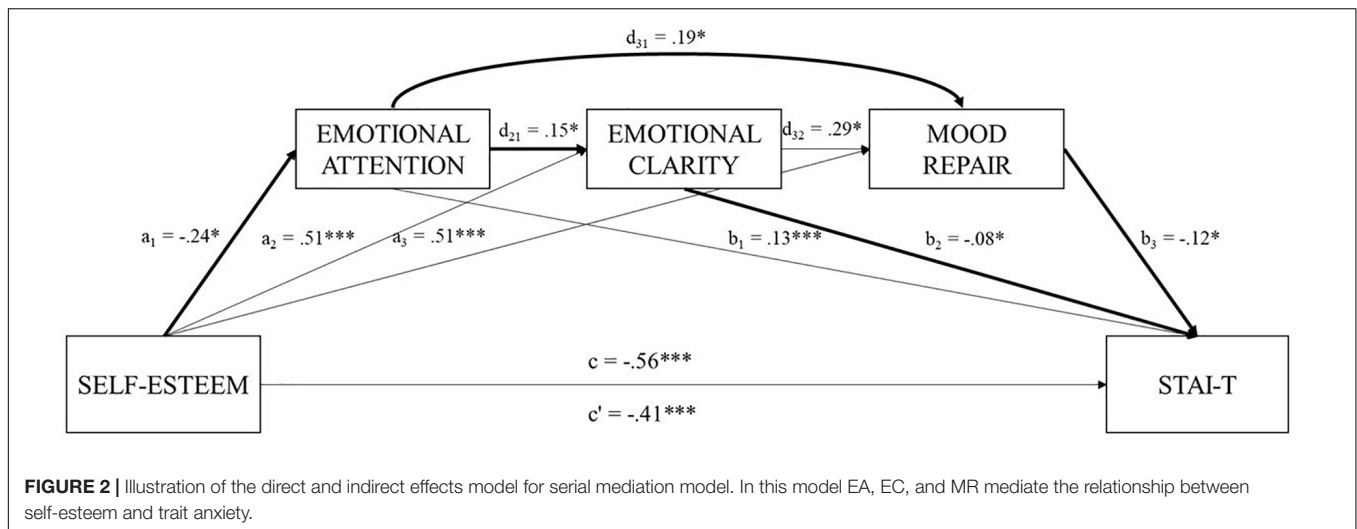 d₃₁ = .19*
EMOTIONAL
ATTENTION
d₂₁ = .15*
EMOTIONAL
CLARITY
d₃₂ = .29*
MOOD
REPAIR
a₁ = -.24*
a₂ = .51***
a₃ = .51***
b₁ = .13***
b₂ = -.08*
b₃ = -.12*
SELF-ESTEEM
c = -.56***
c' = -.41***
STAI-T
FIGURE 2 | Illustration of the direct and indirect effects model for serial mediation model. In this model EA, EC, and MR mediate the relationship between
self-esteem and trait anxiety.